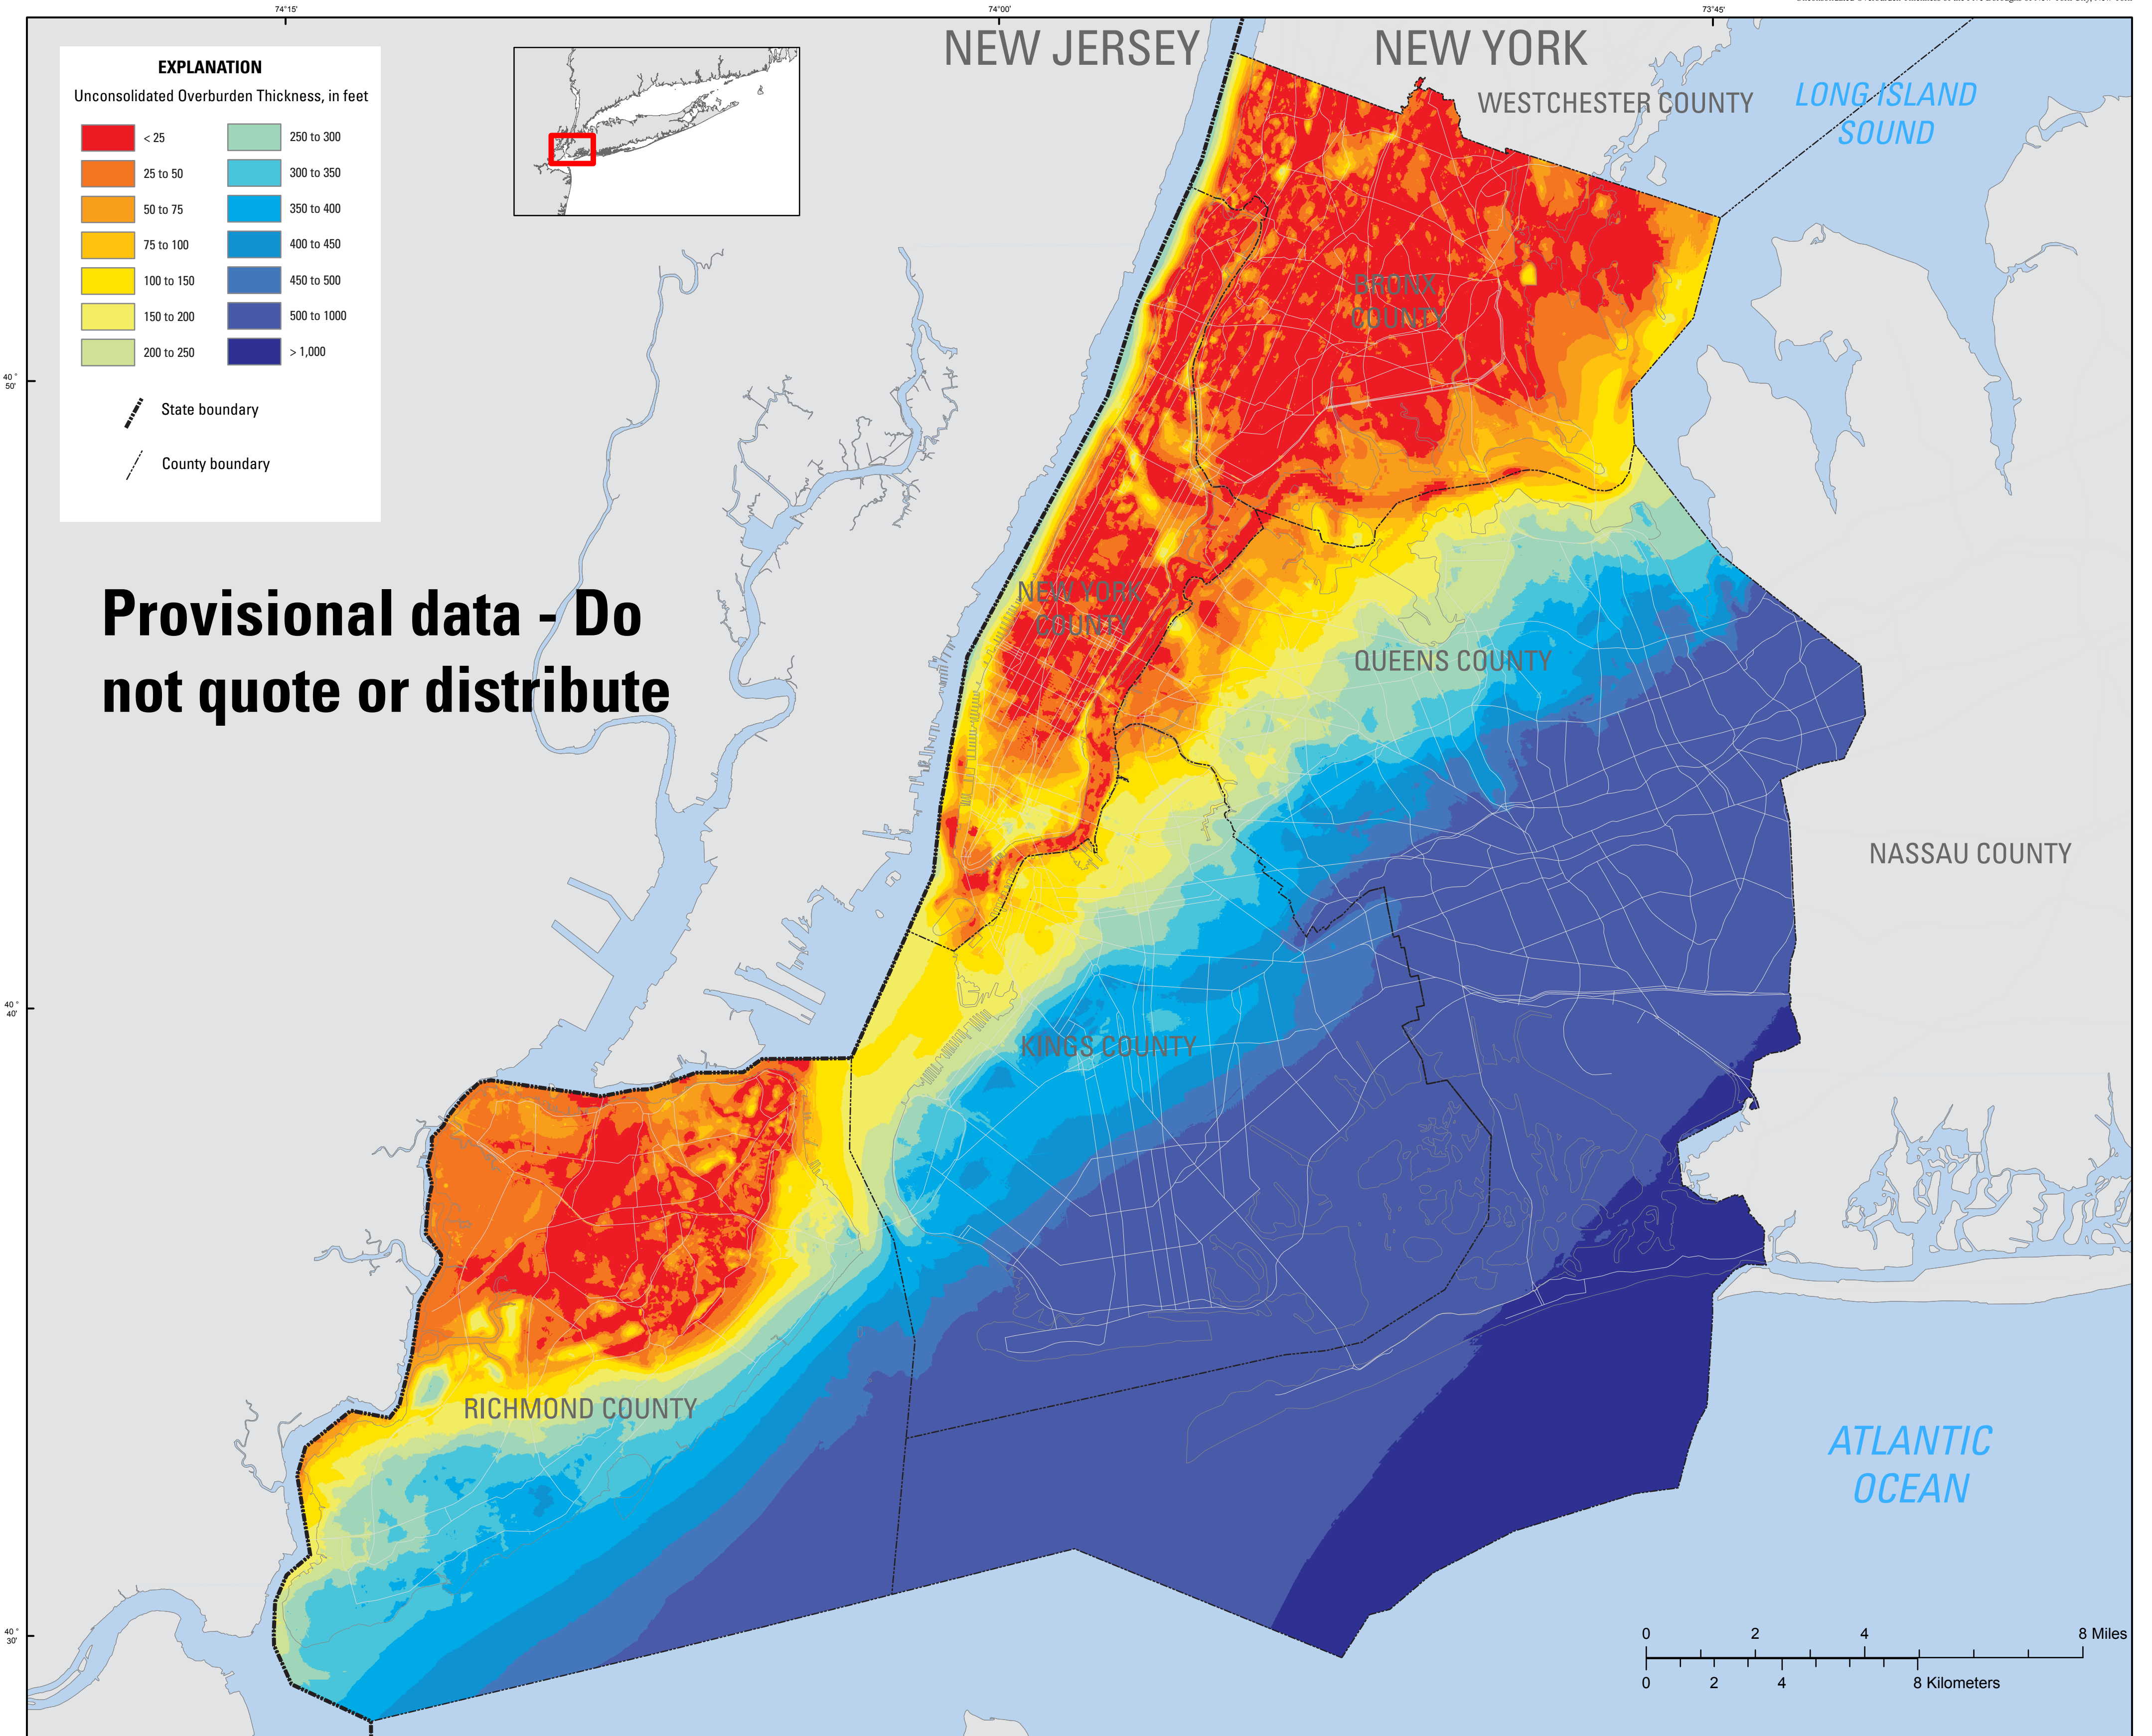 74°15'
74°00'
73°45'
EXPLANATION
Unconsolidated Overburden Thickness, in feet
< 25
25 to 50
50 to 75
75 to 100
100 to 150
150 to 200
200 to 250
250 to 300
300 to 350
350 to 400
400 to 450
450 to 500
500 to 1000
> 1,000
State boundary
County boundary
NEW JERSEY
NEW YORK
WESTCHESTER COUNTY
LONG ISLAND
SOUND
BRONX
COUNTY
40°
50'
Provisional data - Do
not quote or distribute
NEW YORK
COUNTY
QUEENS COUNTY
NASSAU COUNTY
40°
40'
KINGS COUNTY
RICHMOND COUNTY
ATLANTIC
OCEAN
40°
30'
0 2 4 8 Miles
0 2 4 8 Kilometers